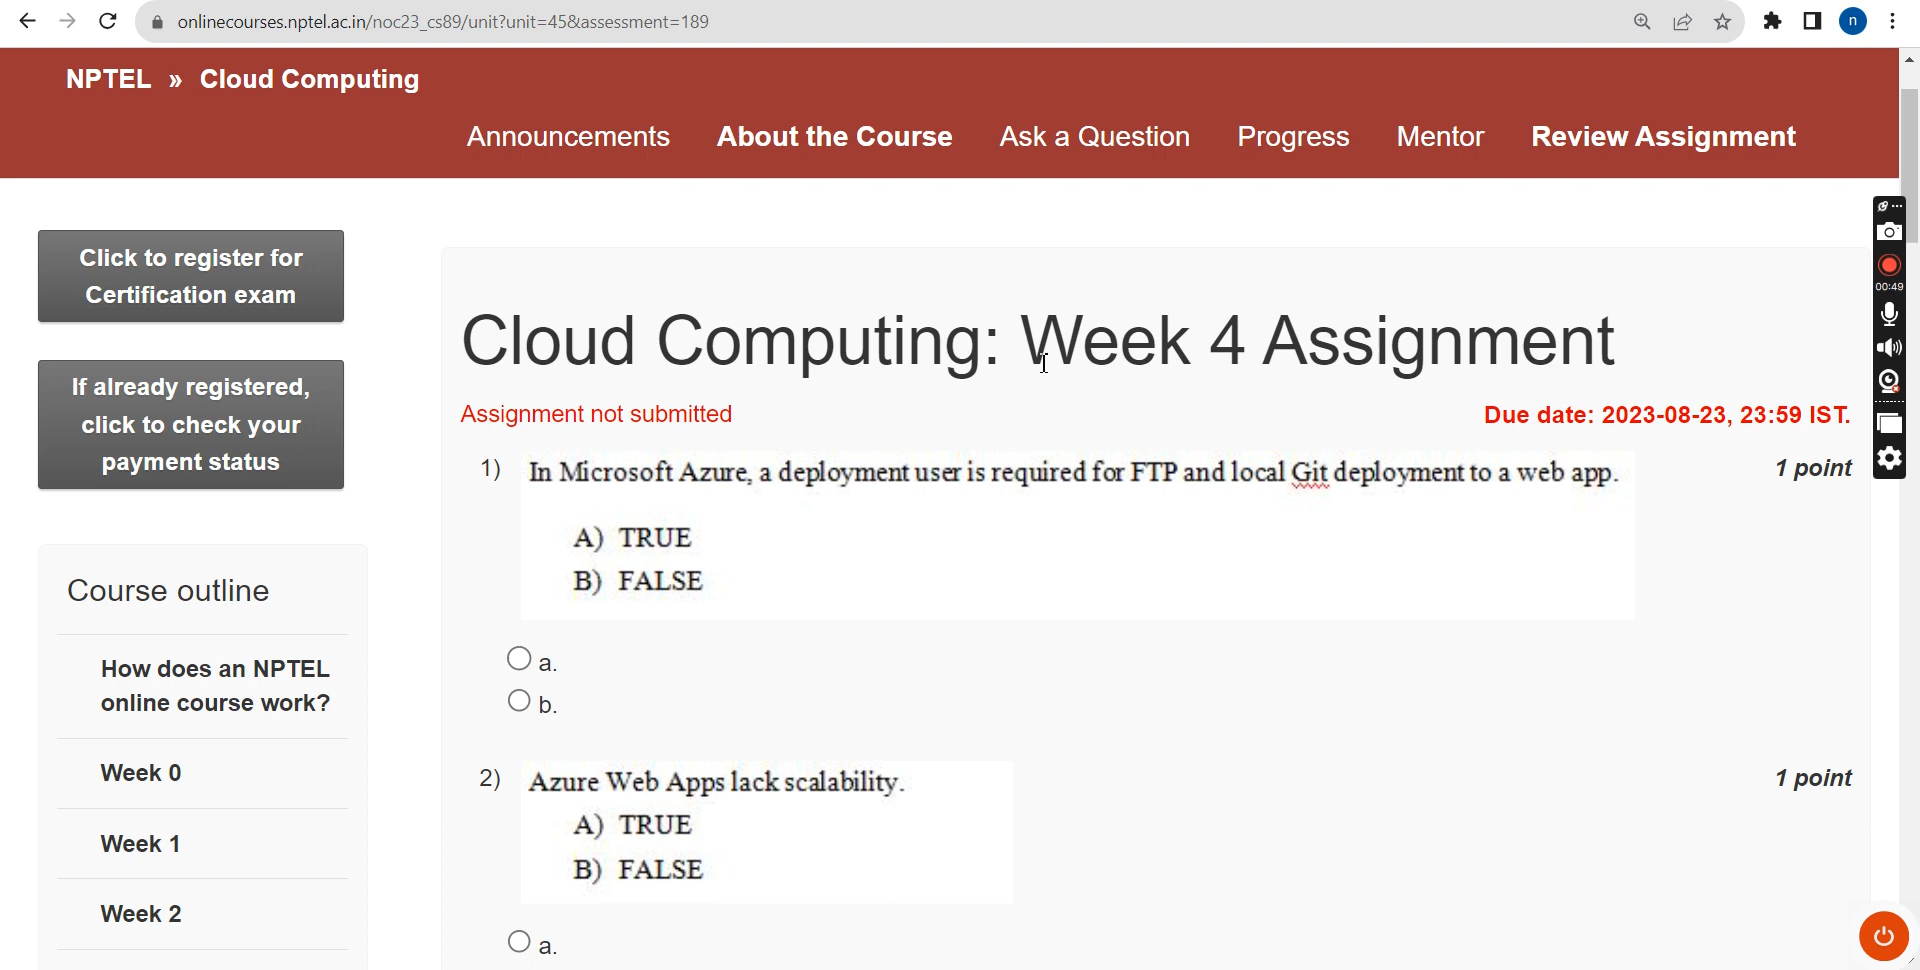 onlinecourses.nptel.ac.in/noc23_cs89/unit?unit=45&assessment=189
n
NPTEL » Cloud Computing
Announcements About the Course Ask a Question Progress Mentor Review Assignment
Click to register for
Certification exam
If already registered,
click to check your
payment status
Course outline
How does an NPTEL
online course work?
Week 0
Week 1
Week 2
Cloud Computing: Week 4 Assignment
Assignment not submitted Due date: 2023-08-23, 23:59 IST.
1) In Microsoft Azure, a deployment user is required for FTP and local Git deployment to a web app. 1 point
A) TRUE
B) FALSE
a.
b.
2) Azure Web Apps lack scalability. 1 point
A) TRUE
B) FALSE
a.
00:49